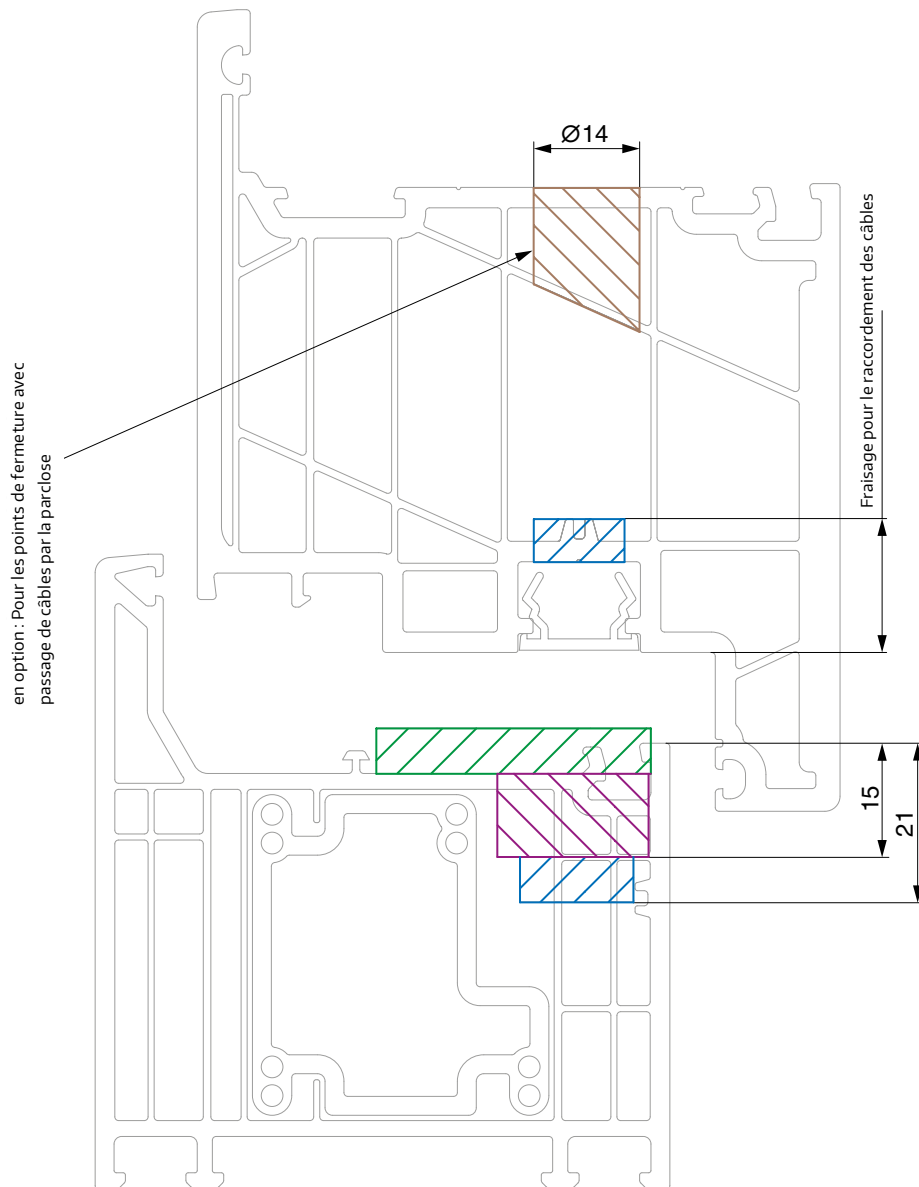 Ø14
Fraisage pour le raccordement des câbles
en option : Pour les points de fermeture avec
passage de câbles par la parclose
15
21